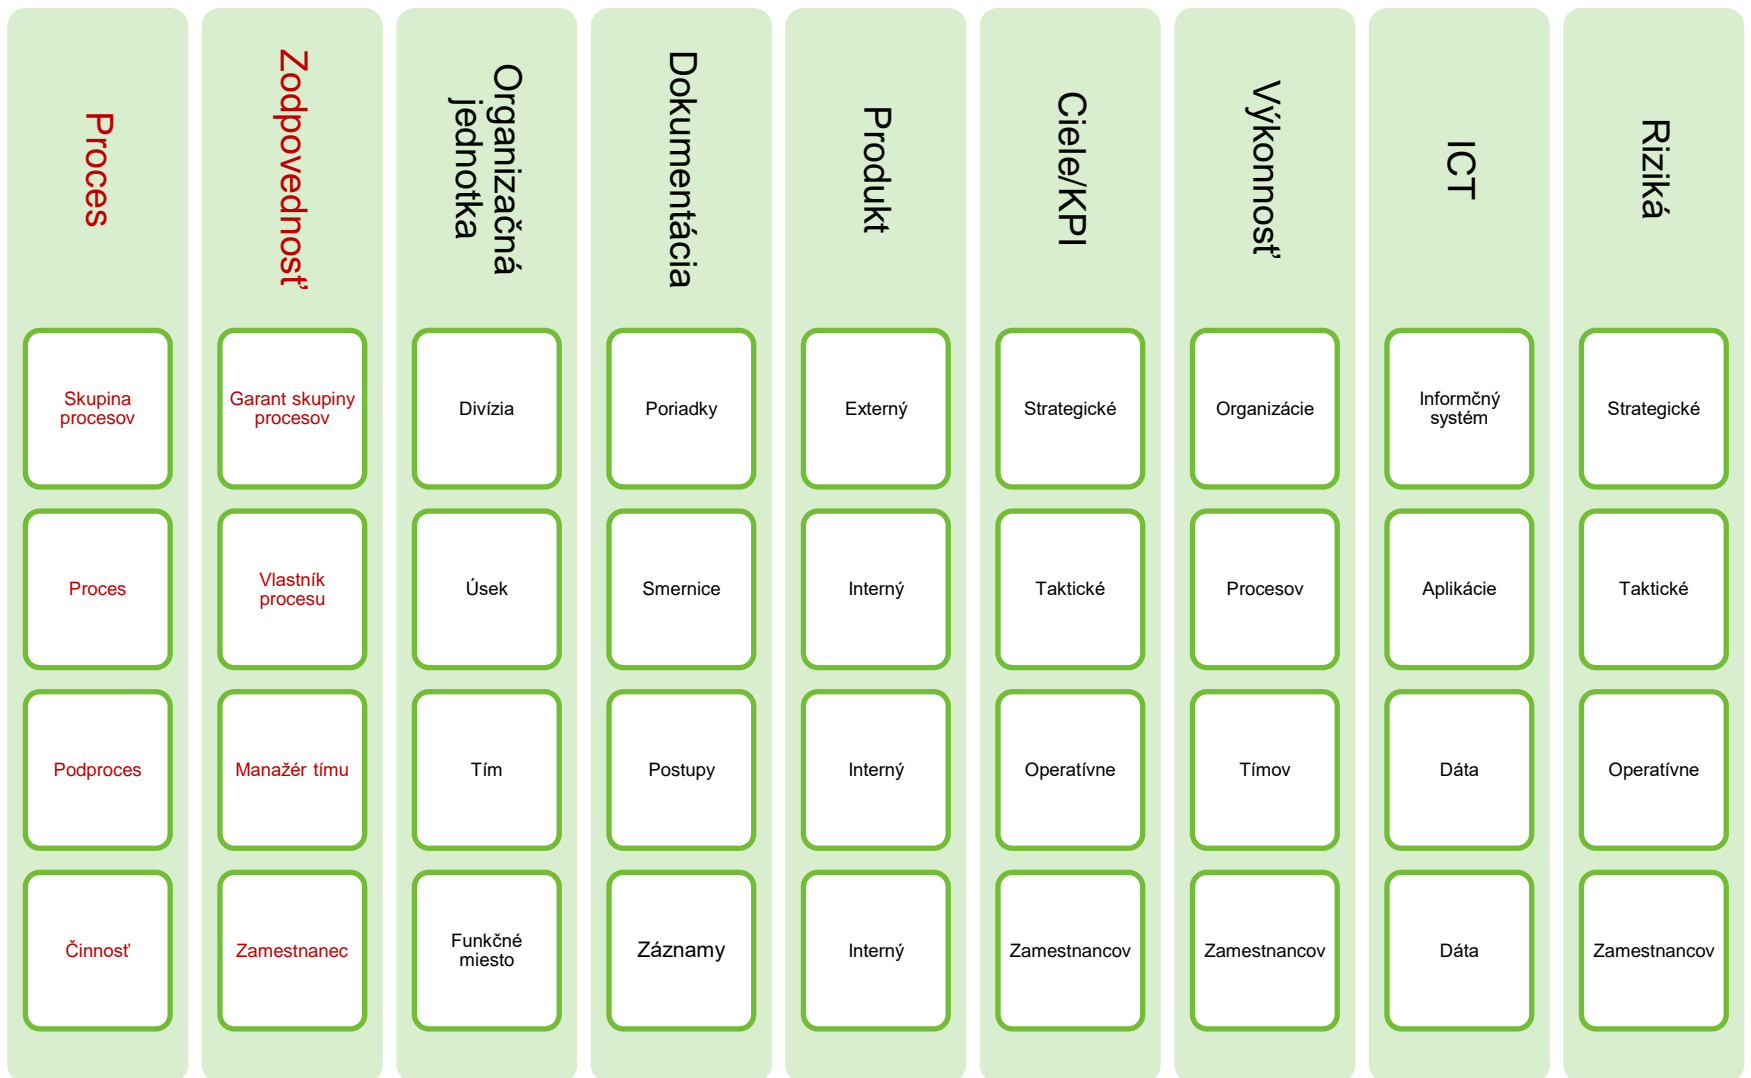 Proces
Zodpovednosť
Organizačná
jednotka
Dokumentácia
Produkt
Ciele/KPI
Výkonnosť
ICT
Riziká
Skupina
procesov
Garant skupiny
procesov
Divízia
Poriadky
Externý
Strategické
Organizácie
Informčný
systém
Strategické
Proces
Vlastník
procesu
Úsek
Smernice
Interný
Taktické
Procesov
Aplikácie
Taktické
Podproces
Manažér tímu
Tím
Postupy
Interný
Operatívne
Tímov
Dáta
Operatívne
Činnosť
Zamestnanec
Funkčné
miesto
Záznamy
Interný
Zamestnancov
Zamestnancov
Dáta
Zamestnancov